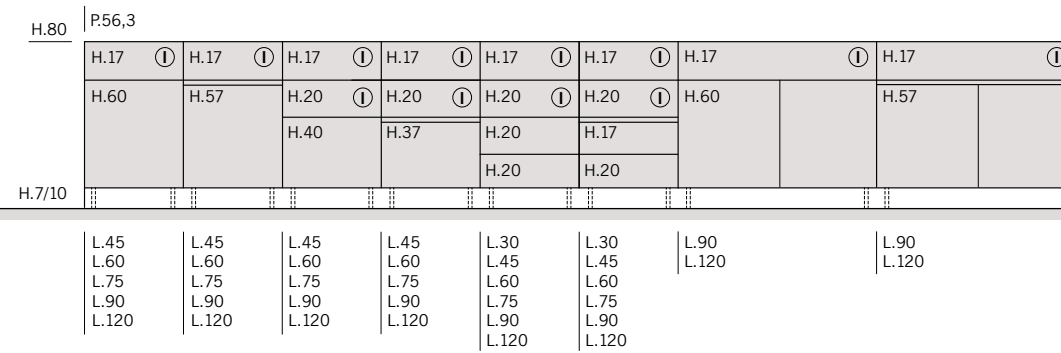 H.80
P.56,3
H.17 I H.17 I H.17 I H.17 I H.17 I H.17 I H.17 I H.17 I
H.60 H.57 H.20 I H.20 I H.20 I H.20 I H.60 H.57
H.40 H.37 H.20 H.17
H.20 H.20
H.7/10
L.45 L.45 L.45 L.45 L.30 L.30 L.90 L.90
L.60 L.60 L.60 L.60 L.45 L.45 L.120 L.120
L.75 L.75 L.75 L.75 L.60 L.60
L.90 L.90 L.90 L.90 L.75 L.75
L.120 L.120 L.120 L.120 L.90 L.90
L.120 L.120